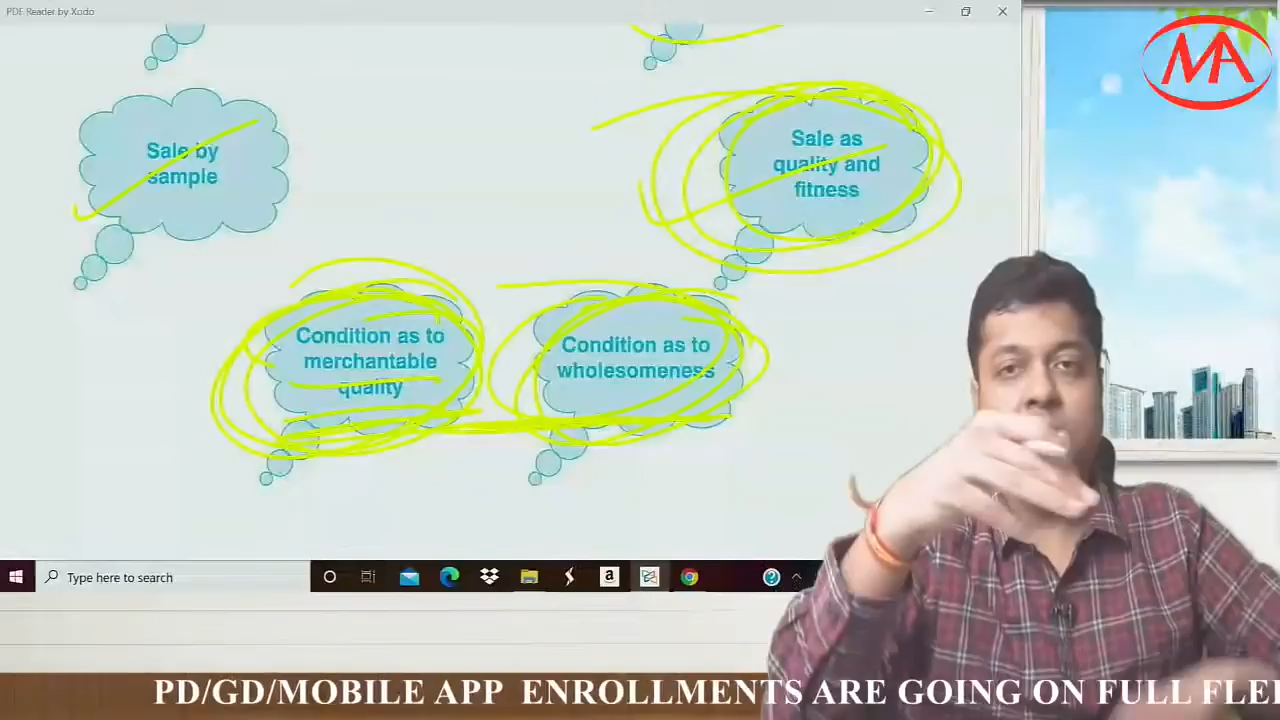 PDF Reader by Xodo
MA
Sale by
sample
Sale as
quality and
fitness
Condition as to
merchantable
quality
Condition as to
wholesomeness
Type here to search
a
?
PD/GD/MOBILE APP ENROLLMENTS ARE GOING ON FULL FLE